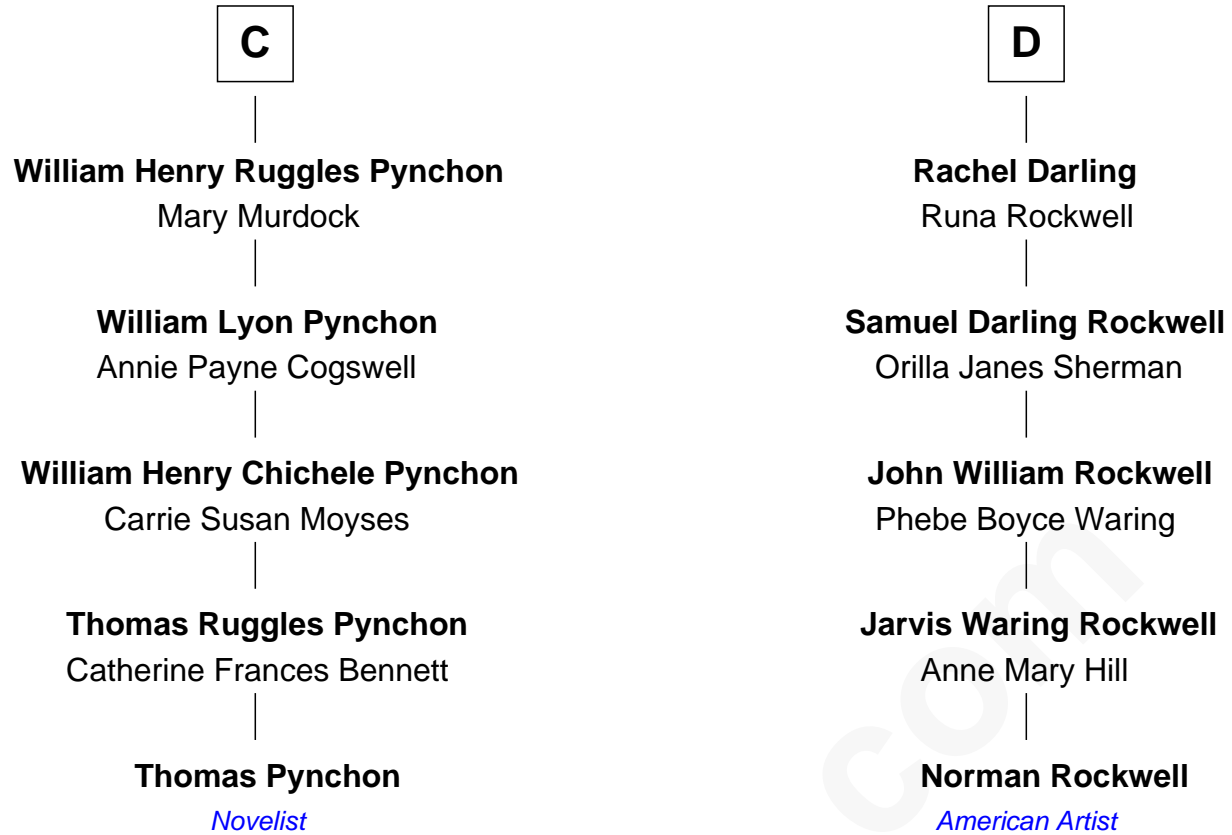 C
William Henry Ruggles Pynchon
Mary Murdock
William Lyon Pynchon
Annie Payne Cogswell
William Henry Chichele Pynchon
Carrie Susan Moyses
Thomas Ruggles Pynchon
Catherine Frances Bennett
Thomas Pynchon
Novelist
D
Rachel Darling
Runa Rockwell
Samuel Darling Rockwell
Orilla Janes Sherman
John William Rockwell
Phebe Boyce Waring
Jarvis Waring Rockwell
Anne Mary Hill
Norman Rockwell
American Artist
com